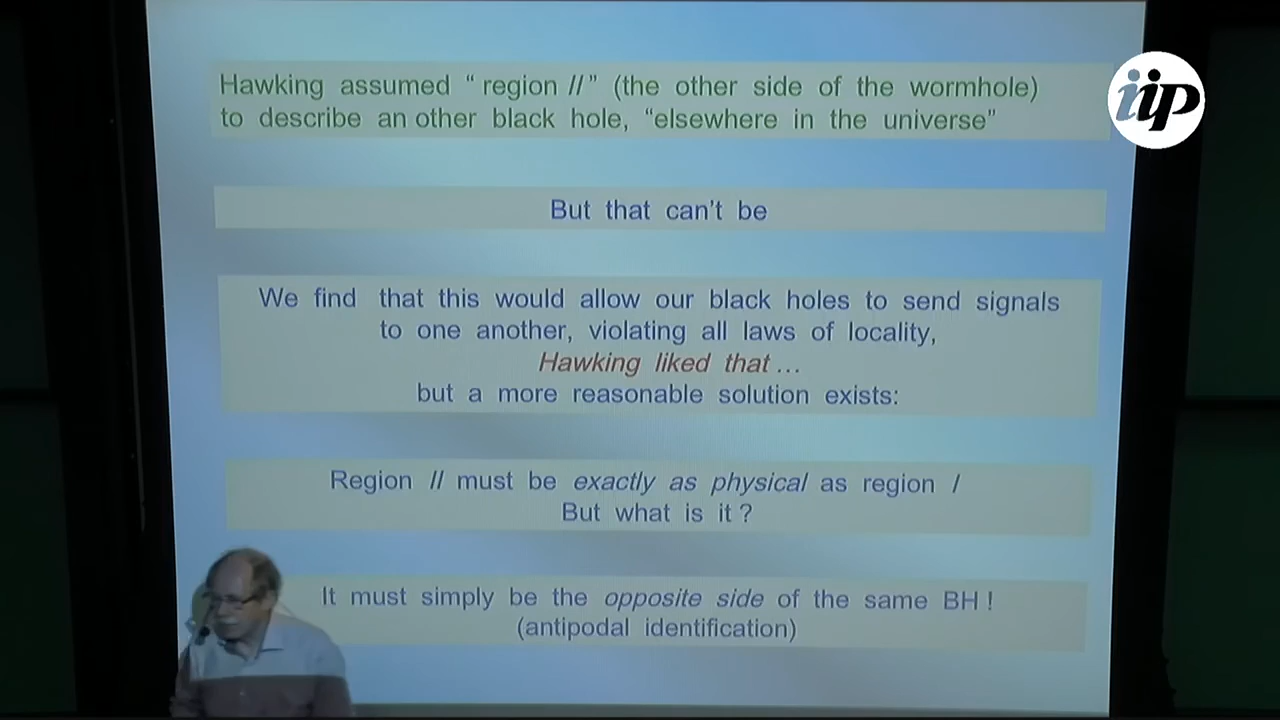 Hawking assumed “ region // ” (the other side of the wormhole)
to describe an other black hole, “elsewhere in the universe”
iip
But that can’t be
We find that this would allow our black holes to send signals
to one another, violating all laws of locality,
Hawking liked that ...
but a more reasonable solution exists:
Region // must be exactly as physical as region /
But what is it ?
It must simply be the opposite side of the same BH !
(antipodal identification)